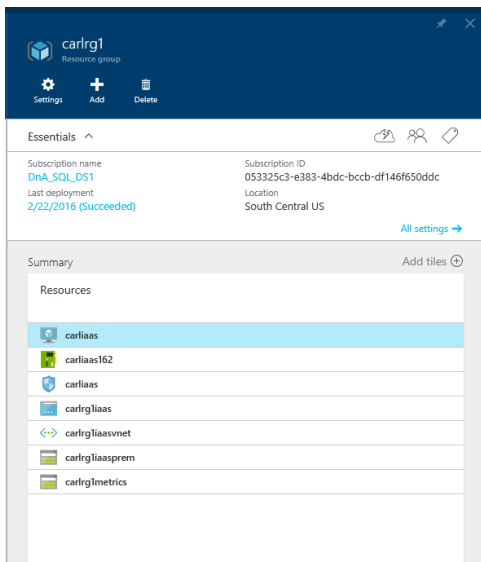 carlrg1
Resource group
Settings Add Delete
Essentials
Subscription name Subscription ID
DnA_SQL_DS1 053325c3-e383-4bdc-bccb-df146f650ddc
Last deployment Location
2/22/2016 (Succeeded) South Central US
All settings
Summary Add tiles
Resources
carliaas
carliaas162
carliaas
carlrg1iaas
carlrg1iaasvnet
carlrg1iaasprem
carlrg1metrics